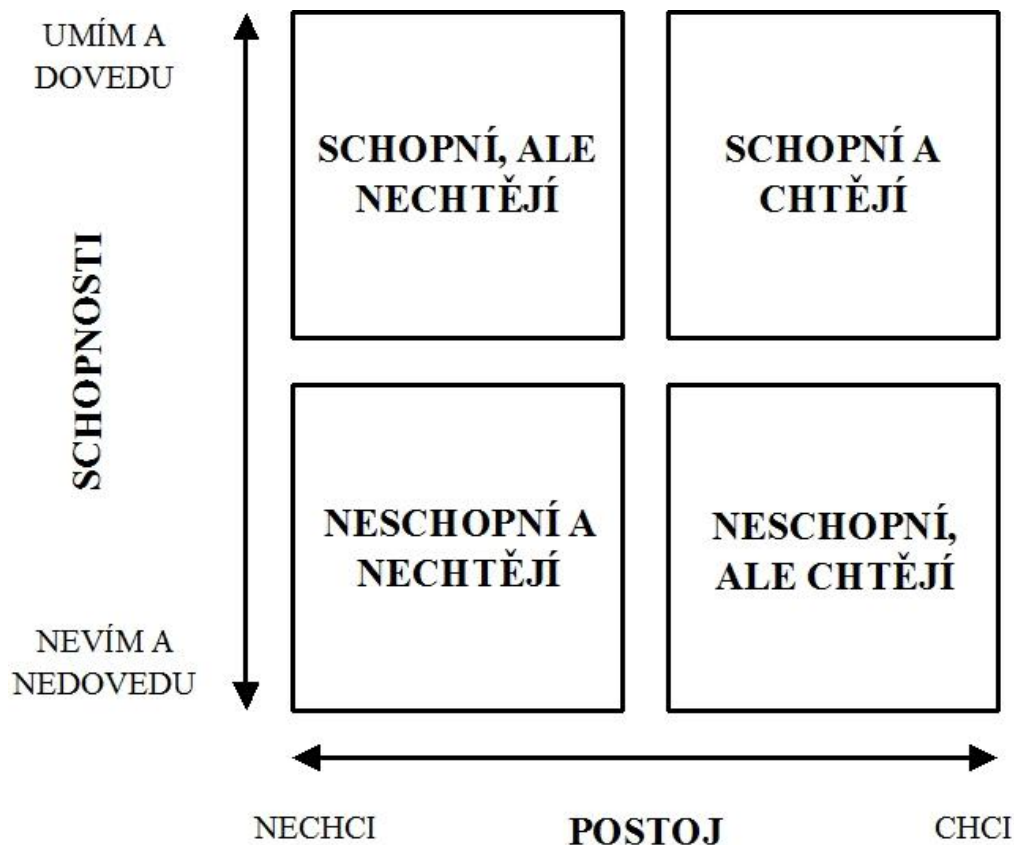 UMÍM A
DOVEDU
SCHOPNÍ, ALE
NECHTĚJÍ
SCHOPNÍ A
CHTĚJÍ
SCHOPNOSTI
NESCHOPNÍ A
NECHTĚJÍ
NESCHOPNÍ,
ALE CHTĚJÍ
NEVÍM A
NEDOVEDU
NECHCI
POSTOJ
CHCI